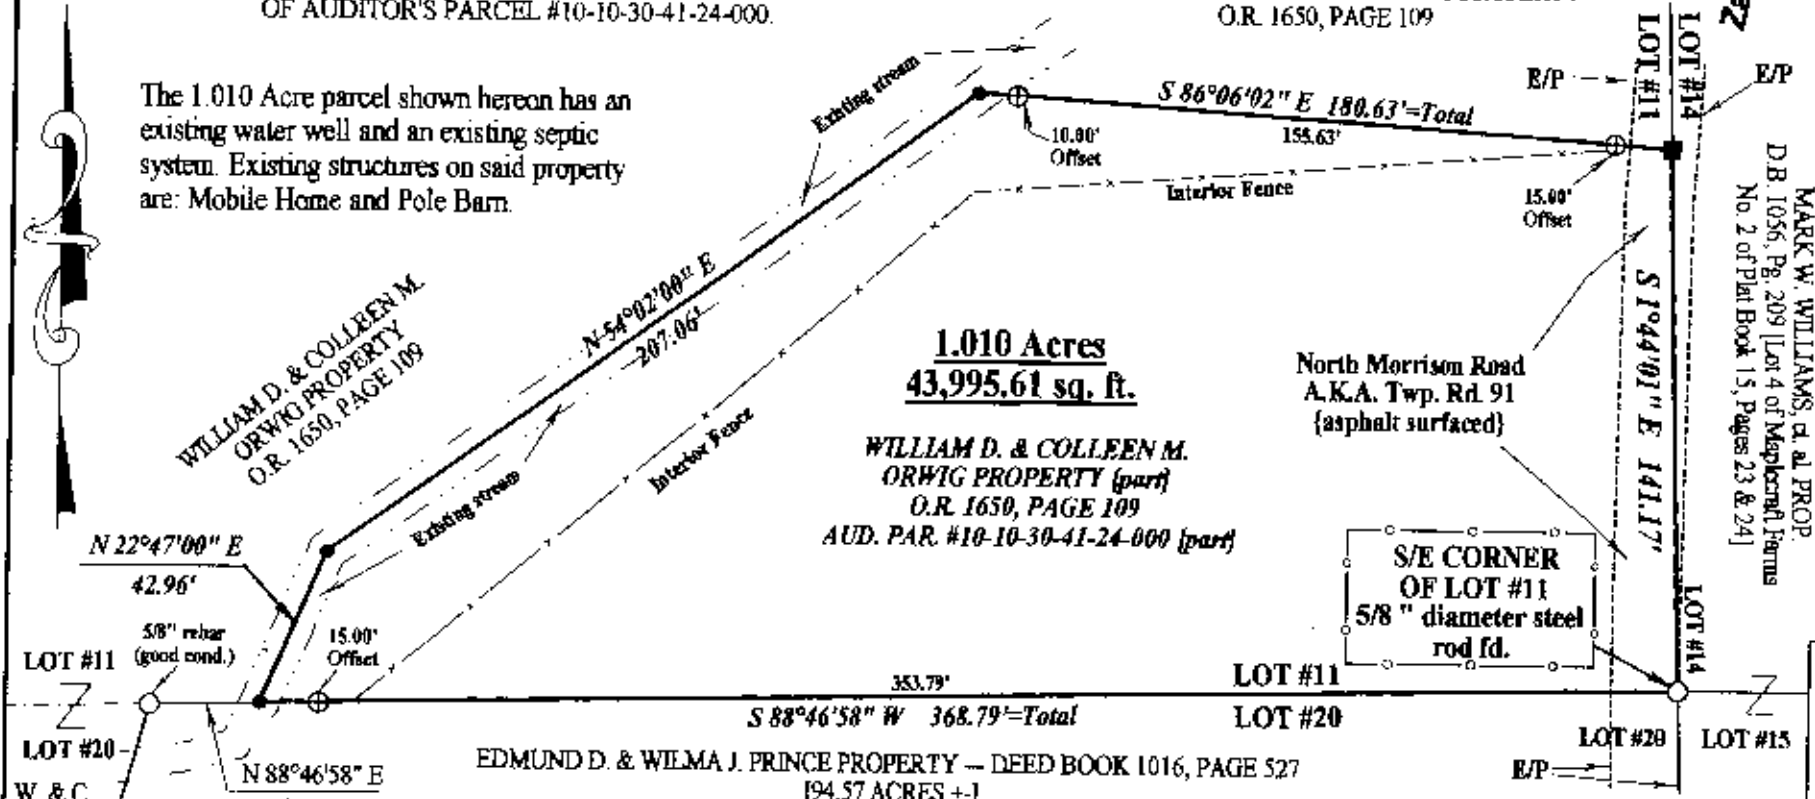 OF AUDITOR'S PARCEL #10-10-30-41-24-000.
O.R. 1650, PAGE 109
The 1.010 Acre parcel shown hereon has an
existing water well and an existing septic
system. Existing structures on said property
are: Mobile Home and Pole Barn.
Existing stream
S 86°06'02" E 180.63'=Total
155.63'
10.00'
Offset
Interior Fence
15.00'
Offset
E/P
LOT #11
LOT #14
E/P
MARK W. WILLIAMS, et al PROP.
D.B. 1056, Pg. 209 [Lot 4 of Maplecraft Farms
No. 2 of Plat Book 15, Pages 23 & 24]
WILLIAM D. & COLLEEN M.
ORWIG PROPERTY
O.R. 1650, PAGE 109
N 54°02'00" E
207.06'
1.010 Acres
43,995.61 sq. ft.
WILLIAM D. & COLLEEN M.
ORWIG PROPERTY {part}
O.R. 1650, PAGE 109
AUD. PAR. #10-10-30-41-24-000 {part}
North Morrison Road
A.K.A. Twp. Rd. 91
{asphalt surfaced}
S 1°44'01" E 141.17'
Interior Fence
Existing stream
N 22°47'00" E
42.96'
S/E CORNER
OF LOT #11
5/8 " diameter steel
rod fd.
LOT #14
5/8" rebar
(good cond.)
15.00'
Offset
LOT #11
353.79'
LOT #11
S 88°46'58" W 368.79'=Total
LOT #20
LOT #20
LOT #20
LOT #15
N 88°46'58" E
EDMUND D. & WILMA J. PRINCE PROPERTY -- DEED BOOK 1016, PAGE 527
[94.57 ACRES +-]
E/P
W. & C.